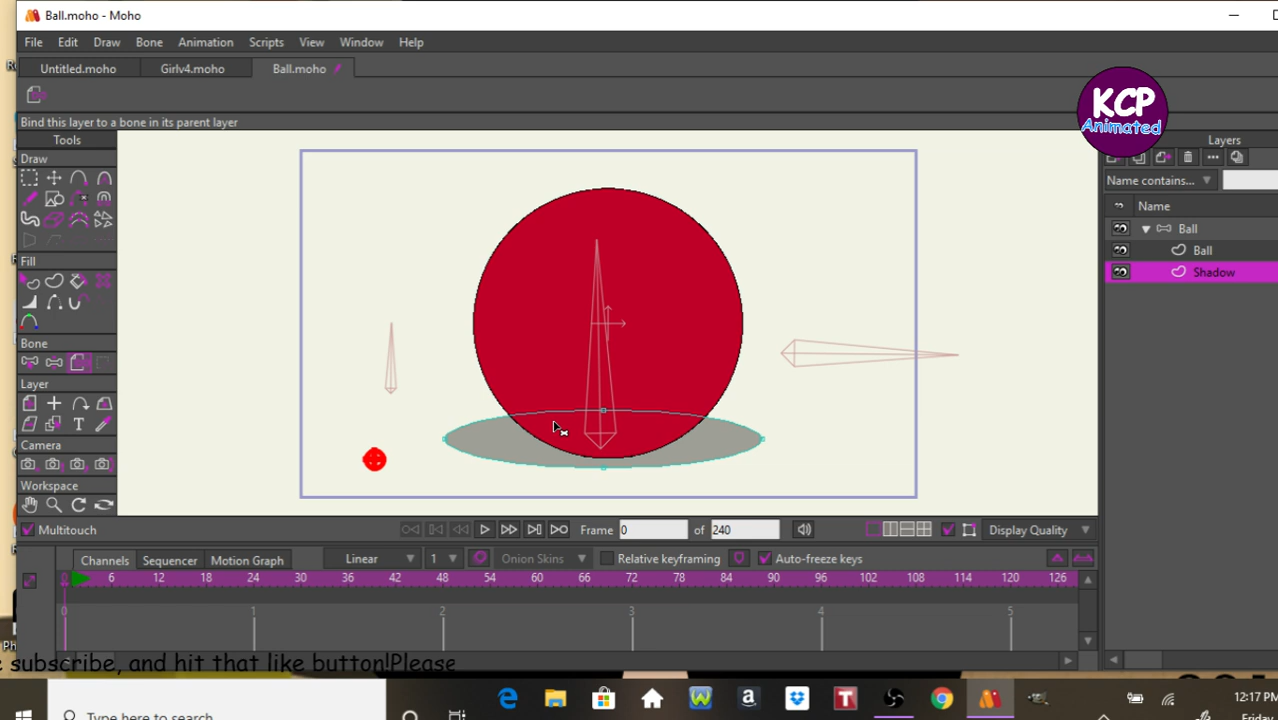 Ball.moho - Moho
File Edit Draw Bone Animation Scripts View Window Help
Untitled.moho Girlv4.moho Ball.moho
KCP
Animated
Bind this layer to a bone in its parent layer
Tools
Layers
Draw
Name contains...
Name
Ball
Ball
Shadow
Fill
Bone
Layer
Camera
Workspace
Multitouch
Frame 0 of 240
Display Quality
Channels Sequencer Motion Graph Linear 1 Onion Skins Relative keyframing Auto-freeze keys
0 6 12 18 24 30 36 42 48 54 60 66 72 78 84 90 96 102 108 114 120 126
0 1 2 3 4 5
subscribe, and hit that like button!Please
12:17 PM
Type here to search
Friday